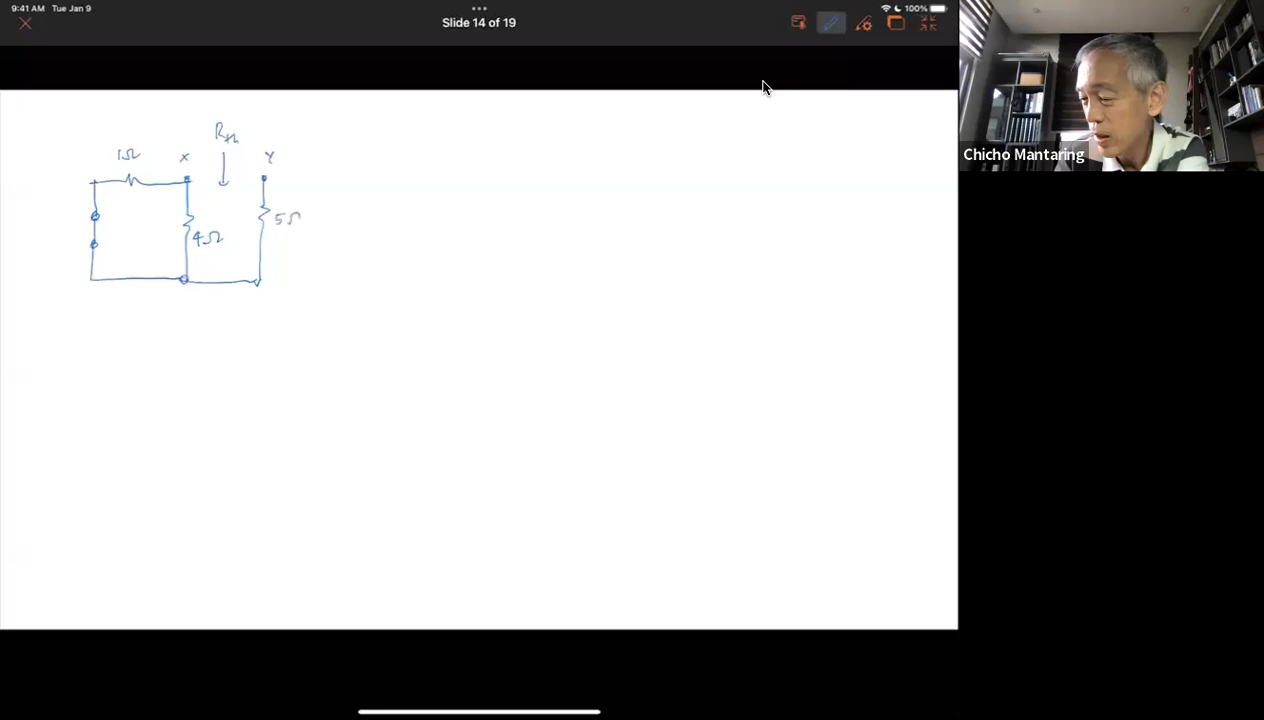 9:41 AM Tue Jan 9
100%
Slide 14 of 19
Rth
1Ω X Y
5Ω
4Ω
Chicho Mantaring